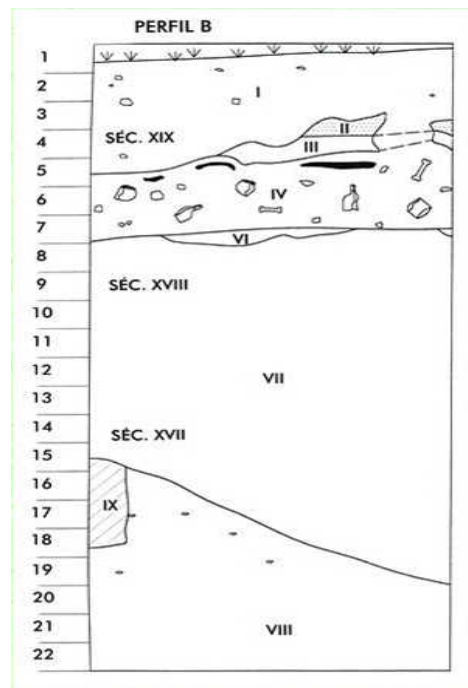 PERFIL B
1
2
I
3
II
SÉC. XIX
4
III
5
6
IV
7
VI
8
9
SÉC. XVIII
10
11
12
VII
13
14
SÉC. XVII
15
16
17
IX
18
19
20
21
VIII
22